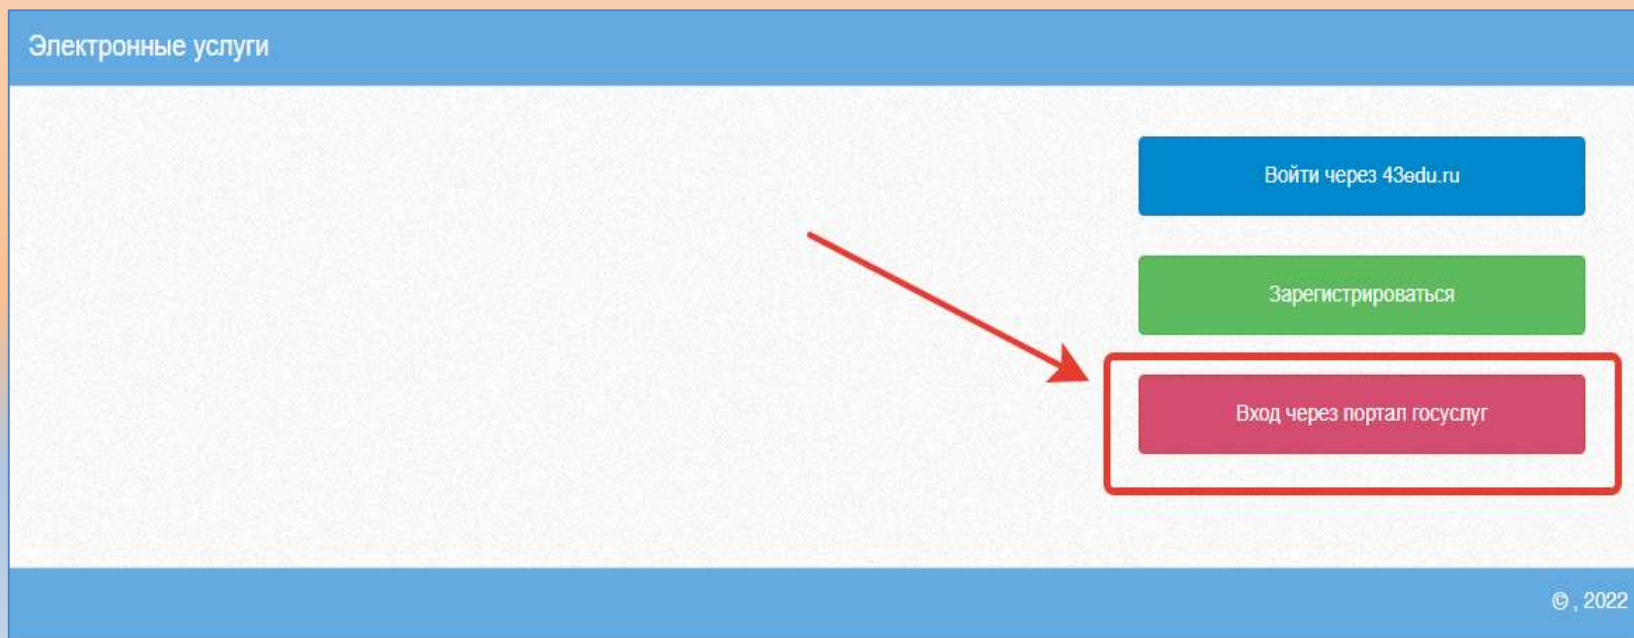 Электронные услуги
Войти через 43edu.ru
Зарегистрироваться
Вход через портал госуслуг
© , 2022